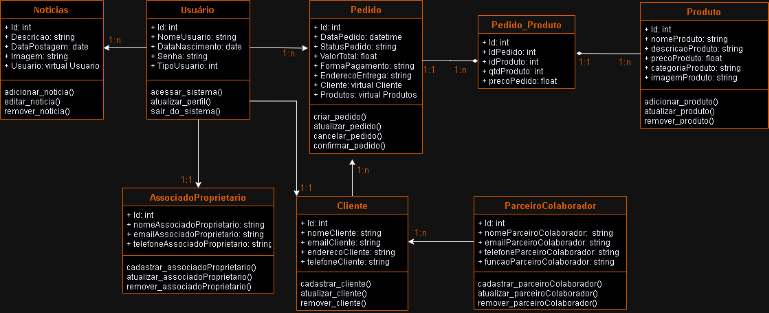 Noticias
+ Id: int
+ Descricao: string
+ DataPostagem: date
+ Imagem: string
+ Usuario: virtual Usuario
adicionar_noticia()
editar_noticia()
remover_noticia()
1:n
Usuário
+ Id: int
+ NomeUsuario: string
+ DataNascimento: date
+ Senha: string
+ TipoUsuario: int
acessar_sistema()
atualizar_perfil()
sair_do_sistema()
1:n
Pedido
+ Id: int
+ DataPedido: datetime
+ StatusPedido: string
+ ValorTotal: float
+ FormaPagamento: string
+ EnderecoEntrega: string
+ Cliente: virtual Cliente
+ Produtos: virtual Produtos
criar_pedido()
atualizar_pedido()
cancelar_pedido()
confirmar_pedido()
1:1
1:n
Pedido_Produto
+ Id: int
+ IdPedido: int
+ idProduto: int
+ qtdProduto: int
+ precoPedido: float
1:1
1:n
Produto
+ Id: int
+ nomeProduto: string
+ descricaoProduto: string
+ precoProduto: float
+ categoriaProduto: string
+ imagemProduto: string
adicionar_produto()
atualizar_produto()
remover_produto()
1:1
1:1
1:n
AssociadoProprietario
+ Id: int
+ nomeAssociadoProprietario: string
+ emailAssociadoProprietario: string
+ telefoneAssociadoProprietario: string
cadastrar_associadoProprietario()
atualizar_associadoProprietario()
remover_associadoProprietario()
Cliente
+ Id: int
+ nomeCliente: string
+ emailCliente: string
+ enderecoCliente: string
+ telefoneCliente: string
cadastrar_cliente()
atualizar_cliente()
remover_cliente()
1:n
ParceiroColaborador
+ Id: int
+ nomeParceiroColaborador: string
+ emailParceiroColaborador: string
+ telefoneParceiroColaborador: string
+ funcaoParceiroColaborador: string
cadastrar_parceiroColaborador()
atualizar_parceiroColaborador()
remover_parceiroColaborador()